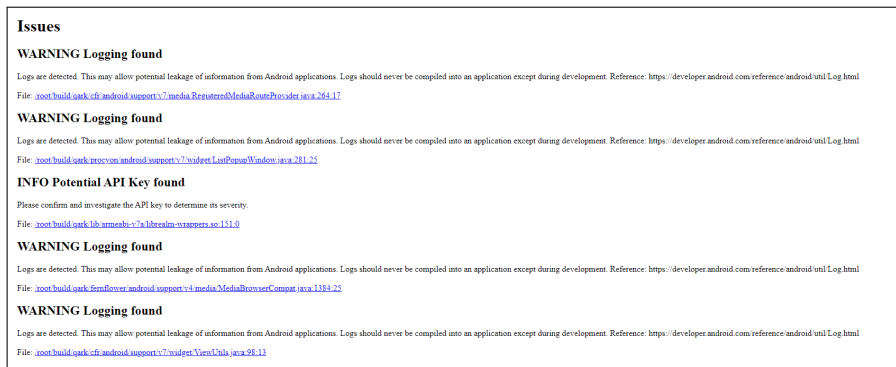 Issues
WARNING Logging found
Logs are detected. This may allow potential leakage of information from Android applications. Logs should never be compiled into an application except during development. Reference: https://developer.android.com/reference/android/util/Log.html
File: /root/build/qark/cfr/android/support/v7/media/RegisteredMediaRouteProvider.java:264:17
WARNING Logging found
Logs are detected. This may allow potential leakage of information from Android applications. Logs should never be compiled into an application except during development. Reference: https://developer.android.com/reference/android/util/Log.html
File: /root/build/qark/procyon/android/support/v7/widget/ListPopupWindow.java:281:25
INFO Potential API Key found
Please confirm and investigate the API key to determine its severity.
File: /root/build/qark/lib/armeabi-v7a/librealm-wrappers.so:151:0
WARNING Logging found
Logs are detected. This may allow potential leakage of information from Android applications. Logs should never be compiled into an application except during development. Reference: https://developer.android.com/reference/android/util/Log.html
File: /root/build/qark/fernflower/android/support/v4/media/MediaBrowserCompat.java:1384:25
WARNING Logging found
Logs are detected. This may allow potential leakage of information from Android applications. Logs should never be compiled into an application except during development. Reference: https://developer.android.com/reference/android/util/Log.html
File: /root/build/qark/cfr/android/support/v7/widget/ViewUtils.java:98:13